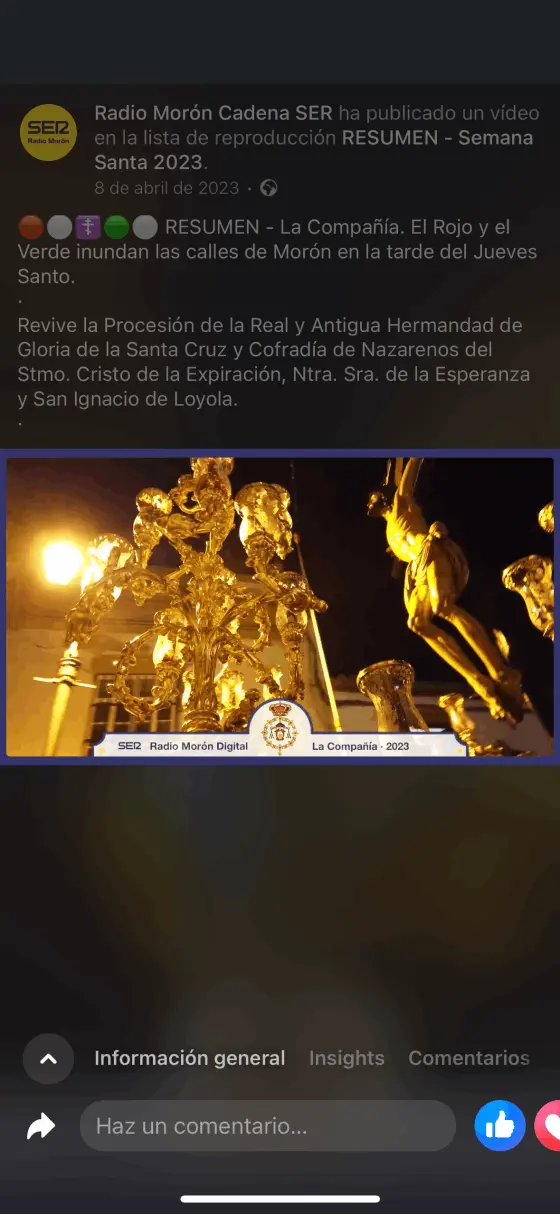 SER
Radio Morón
Radio Morón Cadena SER ha publicado un vídeo
en la lista de reproducción RESUMEN - Semana
Santa 2023.
8 de abril de 2023 ·
RESUMEN - La Compañía. El Rojo y el
Verde inundan las calles de Morón en la tarde del Jueves
Santo.
.
Revive la Procesión de la Real y Antigua Hermandad de
Gloria de la Santa Cruz y Cofradía de Nazarenos del
Stmo. Cristo de la Expiración, Ntra. Sra. de la Esperanza
y San Ignacio de Loyola.
.
SER Radio Morón Digital La Compañía · 2023
Información general Insights Comentarios
Haz un comentario...